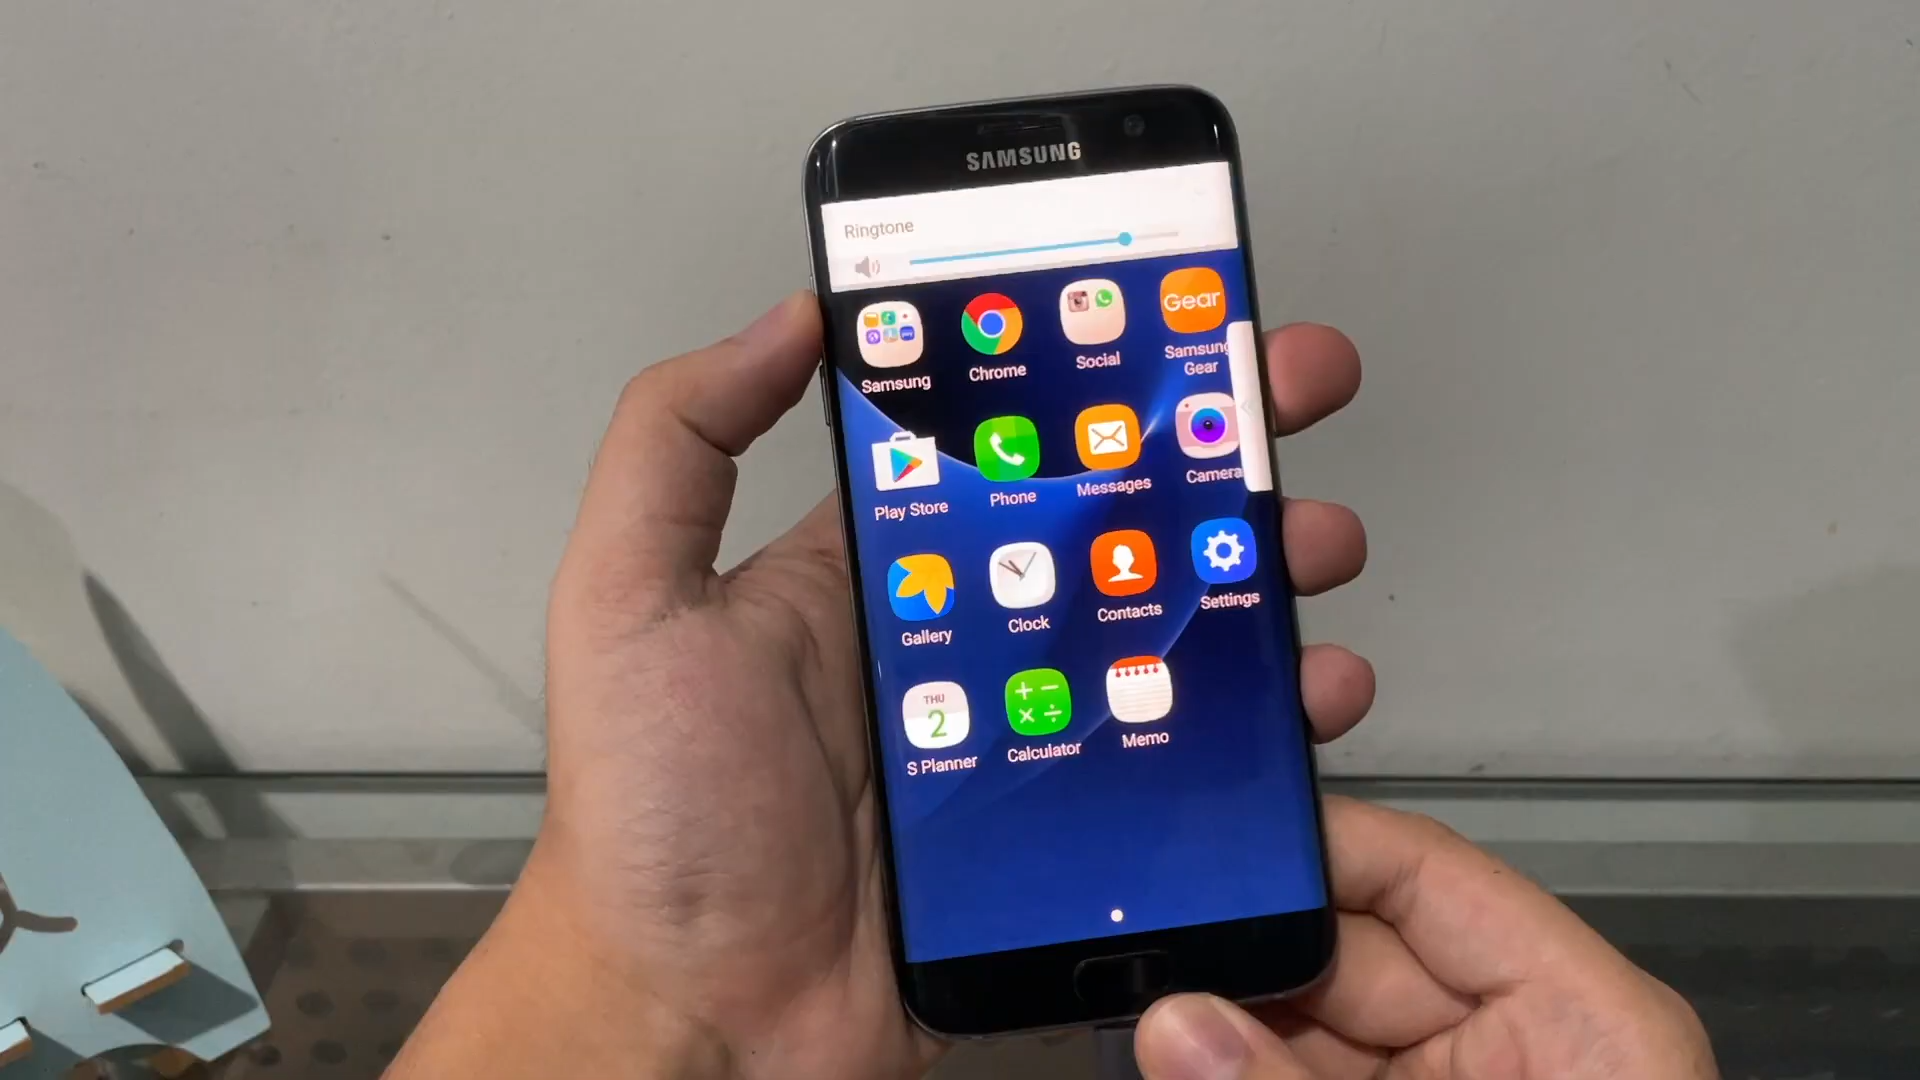 SAMSUNG
Ringtone
Gear
Samsung
Chrome
Social
Samsung
Gear
Play Store
Phone
Messages
Camera
Gallery
Clock
Contacts
Settings
THU
2
S Planner
Calculator
Memo